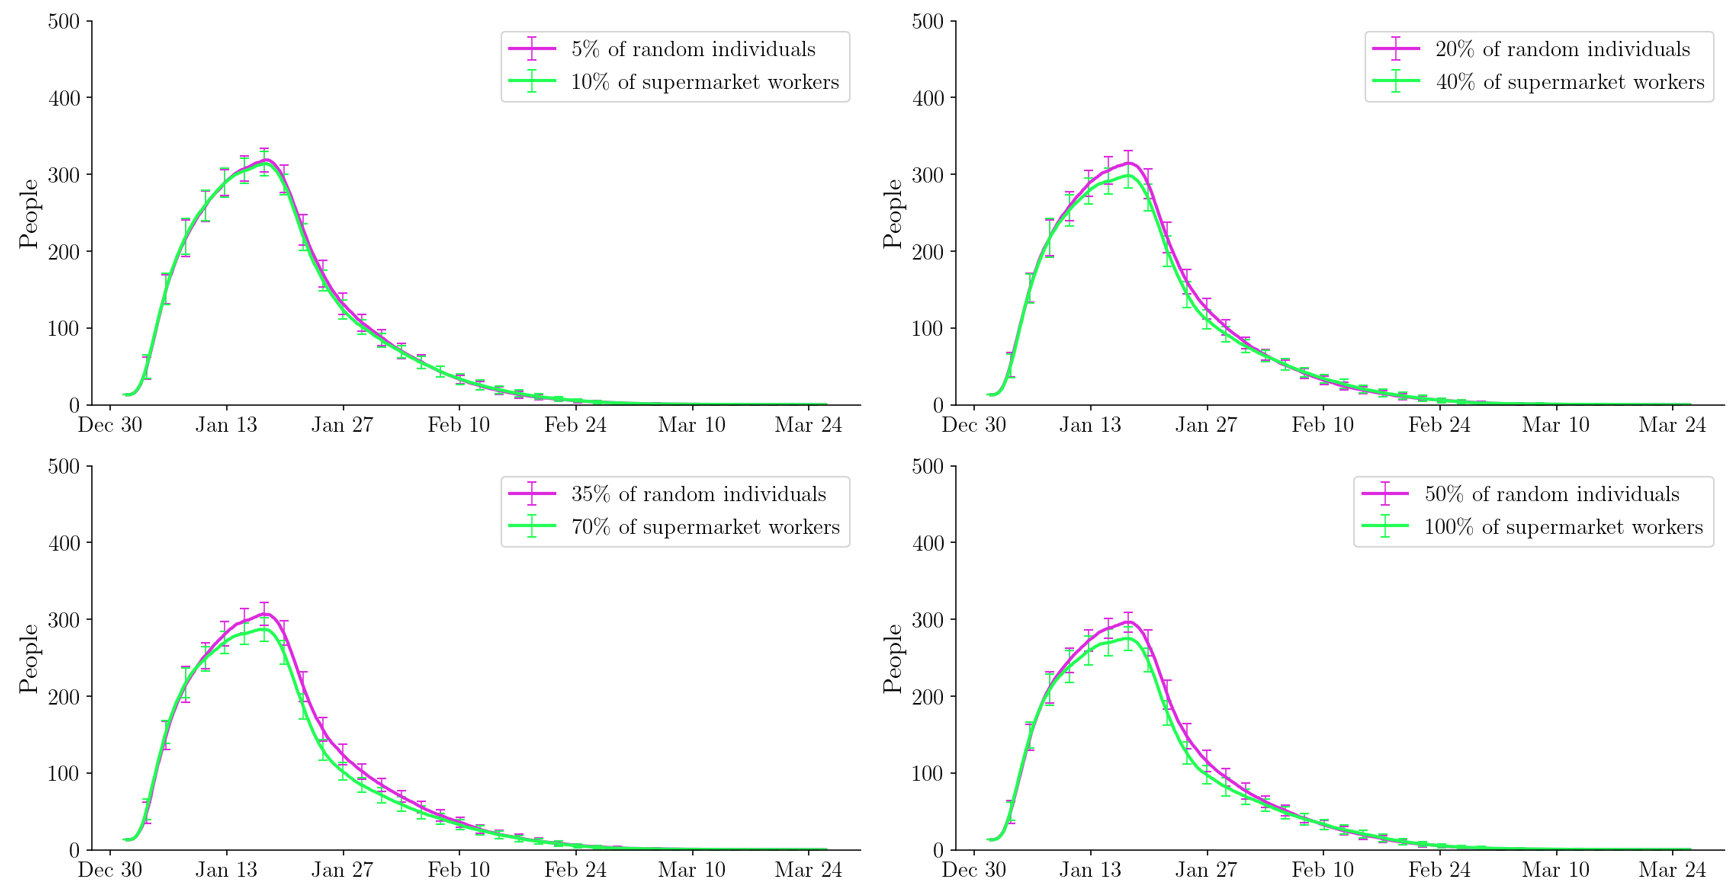 500
400
300
200
100
0
People
5% of random individuals
10% of supermarket workers
Dec 30 Jan 13 Jan 27 Feb 10 Feb 24 Mar 10 Mar 24
500
400
300
200
100
0
People
20% of random individuals
40% of supermarket workers
Dec 30 Jan 13 Jan 27 Feb 10 Feb 24 Mar 10 Mar 24
500
400
300
200
100
0
People
35% of random individuals
70% of supermarket workers
Dec 30 Jan 13 Jan 27 Feb 10 Feb 24 Mar 10 Mar 24
500
400
300
200
100
0
People
50% of random individuals
100% of supermarket workers
Dec 30 Jan 13 Jan 27 Feb 10 Feb 24 Mar 10 Mar 24